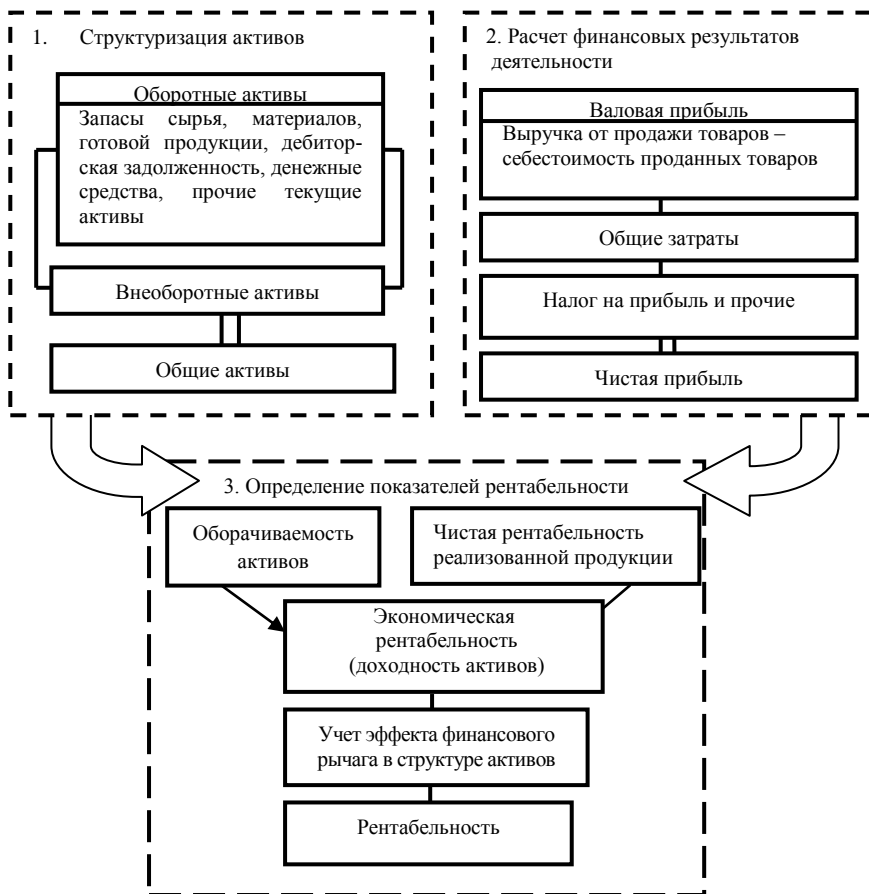 1. Структуризация активов
Оборотные активы
Запасы сырья, материалов,
готовой продукции, дебитор-
ская задолженность, денежные
средства, прочие текущие
активы
Внеоборотные активы
Общие активы
2. Расчет финансовых результатов
деятельности
Валовая прибыль
Выручка от продажи товаров –
себестоимость проданных товаров
Общие затраты
Налог на прибыль и прочие
Чистая прибыль
3. Определение показателей рентабельности
Оборачиваемость
активов
Чистая рентабельность
реализованной продукции
Экономическая
рентабельность
(доходность активов)
Учет эффекта финансового
рычага в структуре активов
Рентабельность